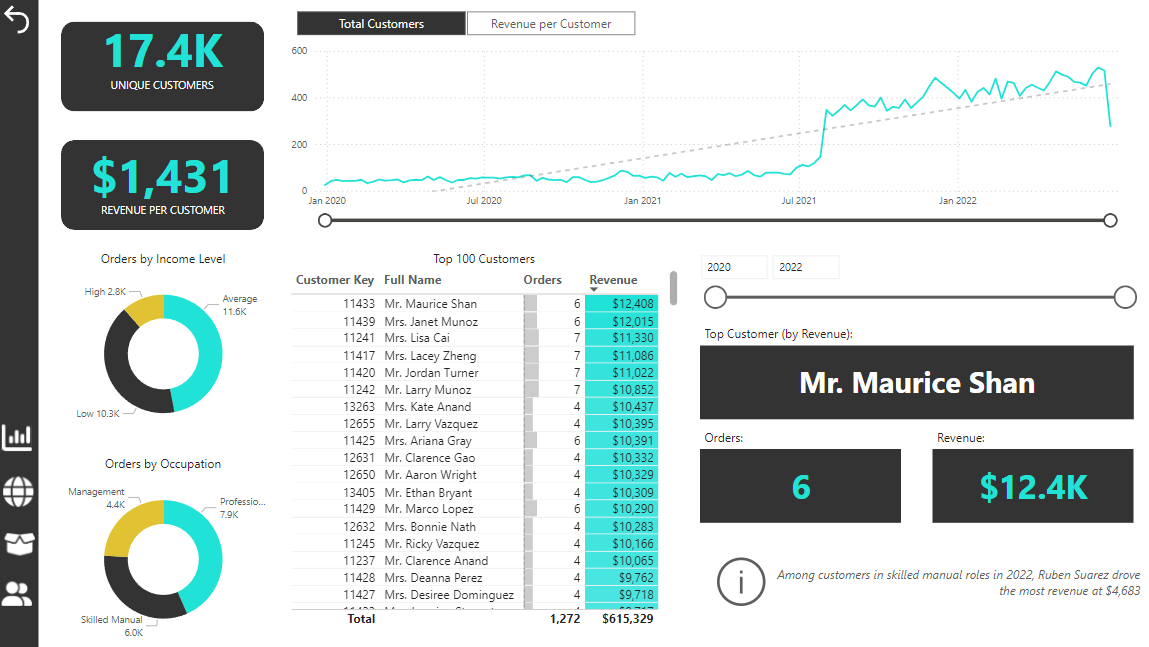 17.4K
UNIQUE CUSTOMERS
$1,431
REVENUE PER CUSTOMER
Total Customers
Revenue per Customer
600
400
200
0
Jan 2020
Jul 2020
Jan 2021
Jul 2021
Jan 2022
Orders by Income Level
High 2.8K
Average
11.6K
Low 10.3K
Orders by Occupation
Management
4.4K
Professio...
7.9K
Skilled Manual
6.0K
Top 100 Customers
Customer Key Full Name Orders Revenue
11433 Mr. Maurice Shan 6 $12,408
11439 Mrs. Janet Munoz 6 $12,015
11241 Mrs. Lisa Cai 7 $11,330
11417 Mrs. Lacey Zheng 7 $11,086
11420 Mr. Jordan Turner 7 $11,022
11242 Mr. Larry Munoz 7 $10,852
13263 Mrs. Kate Anand 4 $10,437
12655 Mr. Larry Vazquez 4 $10,395
11425 Mrs. Ariana Gray 6 $10,391
12631 Mr. Clarence Gao 4 $10,332
12650 Mr. Aaron Wright 4 $10,329
13405 Mr. Ethan Bryant 4 $10,309
11429 Mr. Marco Lopez 6 $10,290
12632 Mrs. Bonnie Nath 4 $10,283
11245 Mr. Ricky Vazquez 4 $10,166
11237 Mr. Clarence Anand 4 $10,065
11428 Mrs. Deanna Perez 4 $9,762
11427 Mrs. Desiree Dominguez 4 $9,718
Total 1,272 $615,329
2020
2022
Top Customer (by Revenue):
Mr. Maurice Shan
Orders:
6
Revenue:
$12.4K
Among customers in skilled manual roles in 2022, Ruben Suarez drove
the most revenue at $4,683